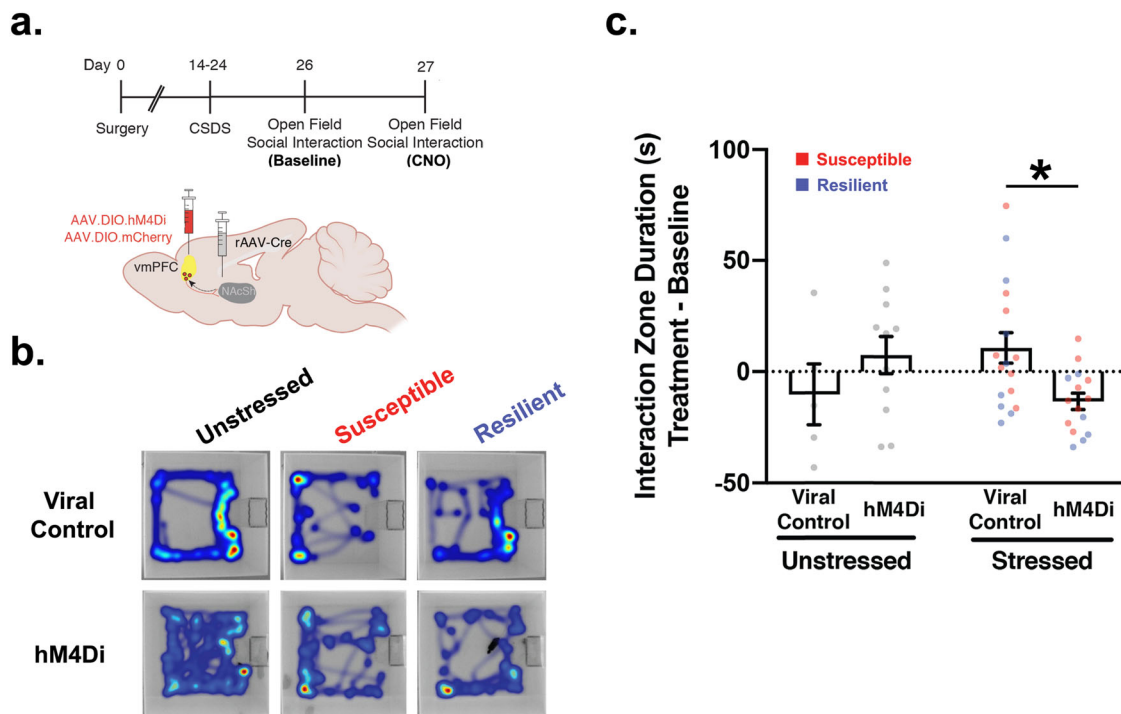 a.
Day 0
14-24
26
27
Surgery
CSDS
Open Field
Social Interaction
(Baseline)
Open Field
Social Interaction
(CNO)
AAV.DIO.hM4Di
AAV.DIO.mCherry
rAAV-Cre
vmPFC
NAcSh
b.
Unstressed
Susceptible
Resilient
Viral
Control
hM4Di
c.
Interaction Zone Duration (s)
Treatment - Baseline
100
50
0
-50
Susceptible
Resilient
*
Viral
Control
hM4Di
Viral
Control
hM4Di
Unstressed
Stressed